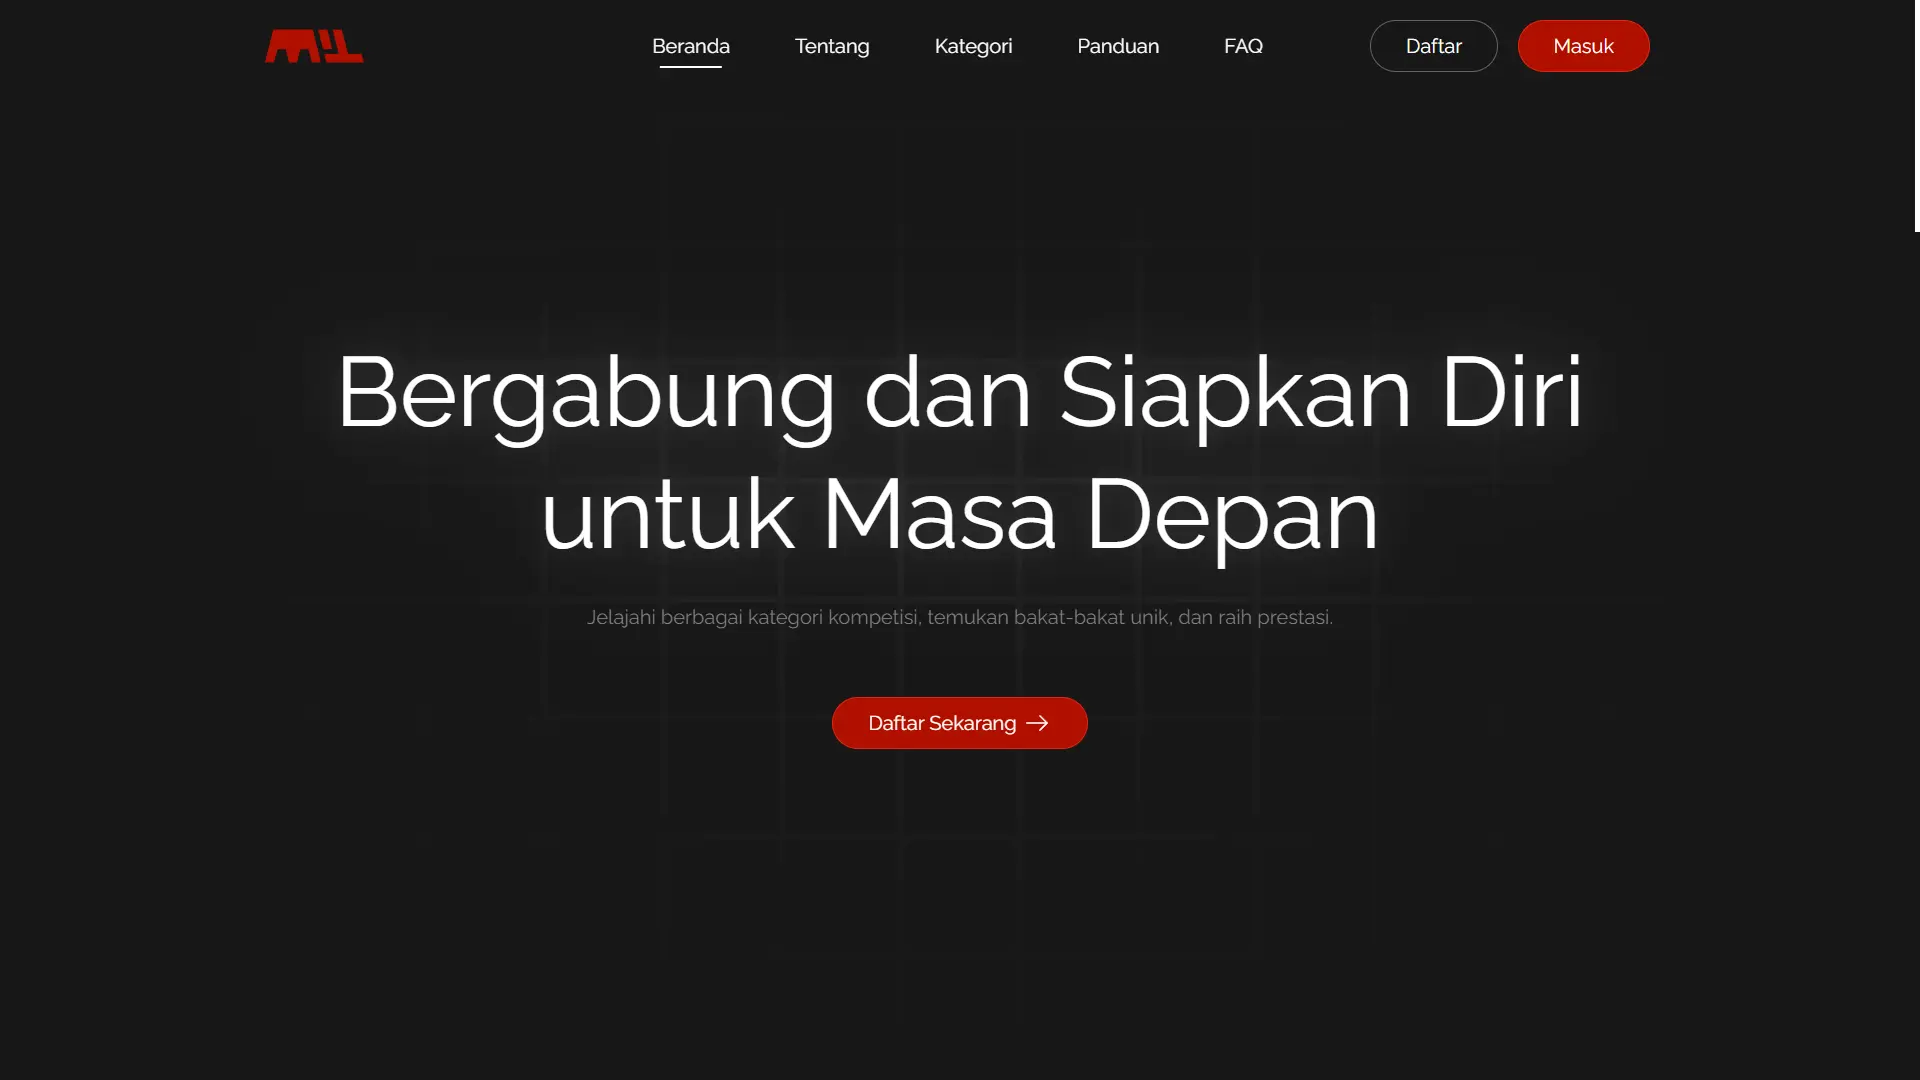 Beranda
Tentang
Kategori
Panduan
FAQ
Daftar
Masuk
Bergabung dan Siapkan Diri
untuk Masa Depan
Jelajahi berbagai kategori kompetisi, temukan bakat-bakat unik, dan raih prestasi.
Daftar Sekarang